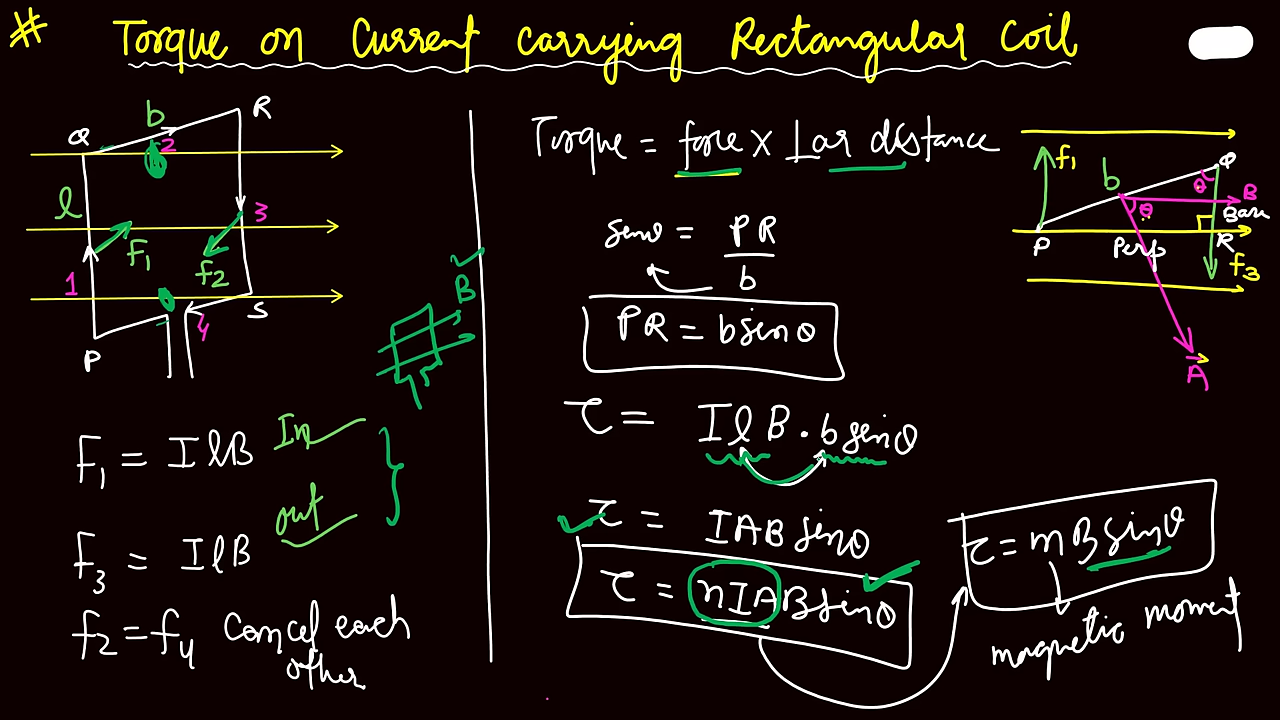 # Torque on Current carrying Rectangular Coil
Q b R
2
l
F1 f2 3
1
P 4 S
B
F1 = IlB In
F3 = IlB out
f2 = f4 Cancel each
other
Torque = force × ⊥ar distance
sinθ = PR/b
PR = b sinθ
τ = IlB . b sinθ
τ = IAB sinθ
τ = nIAB sinθ
τ = mB sinθ
magnetic moment
f1 b Q
θ B
θ Base
P Perp R
f3
A